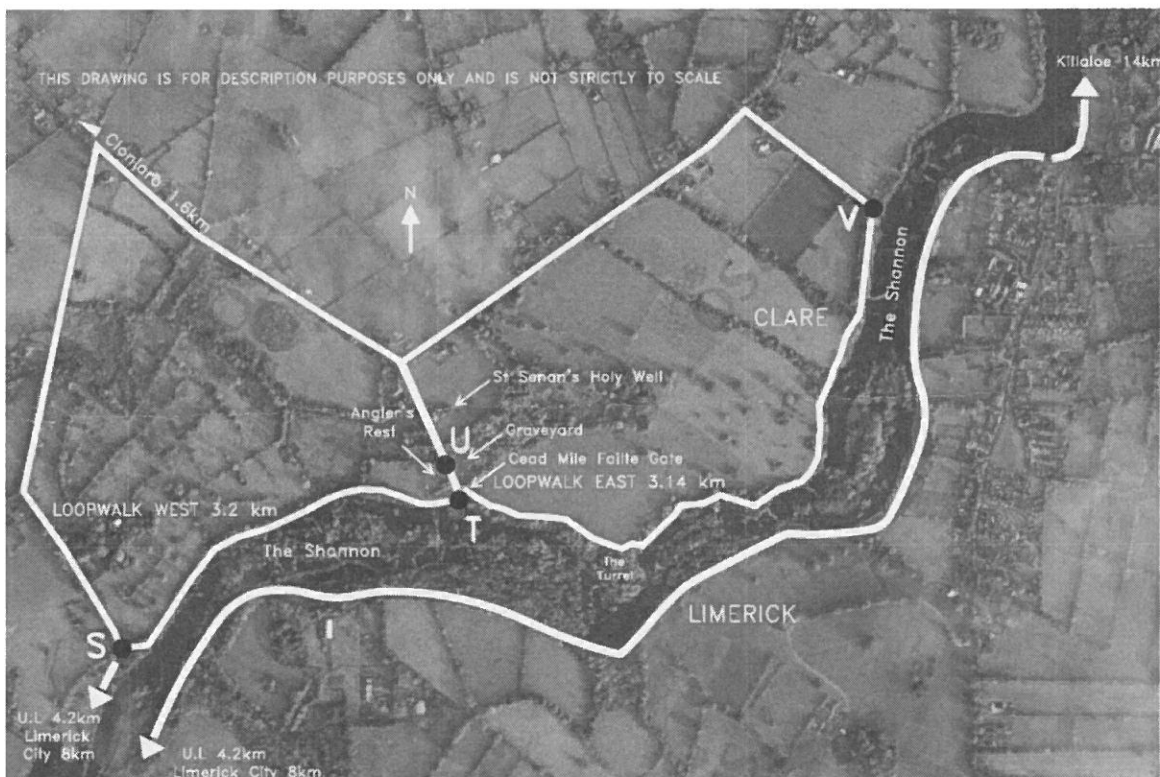 THIS DRAWING IS FOR DESCRIPTION PURPOSES ONLY AND IS NOT STRICTLY TO SCALE
Killaloe 14km
Clonlara 1.6km
N
V
The Shannon
CLARE
St Senan's Holy Well
Angler's
Rest
U
Graveyard
Cead Mile Failte Gate
LOOPWALK EAST 3.14 km
LOOPWALK WEST 3.2 km
T
The Shannon
The
Turret
LIMERICK
S
U.L 4.2km
Limerick
City 8km
U.L 4.2km
Limerick City 8km